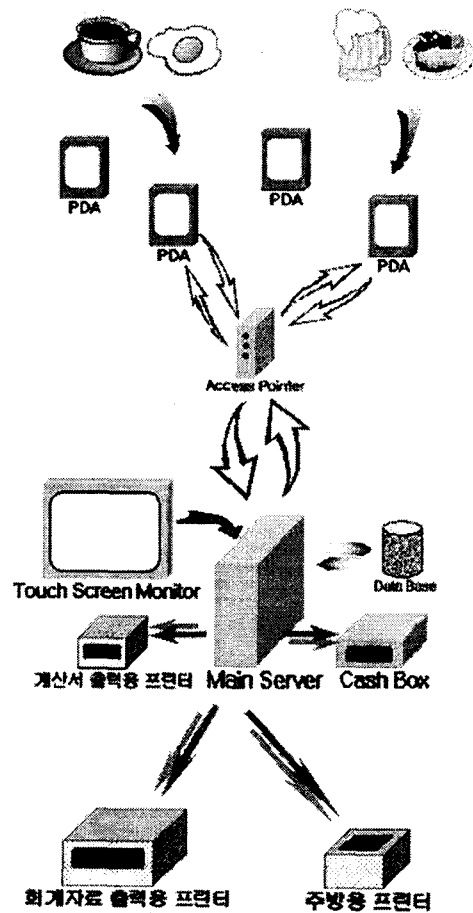 PDA
PDA
PDA
PDA
Access Pointer
Touch Screen Monitor
Data Base
계산서 출력용 프린터
Main Server
Cash Box
회계자료 출력용 프린터
주방용 프린터